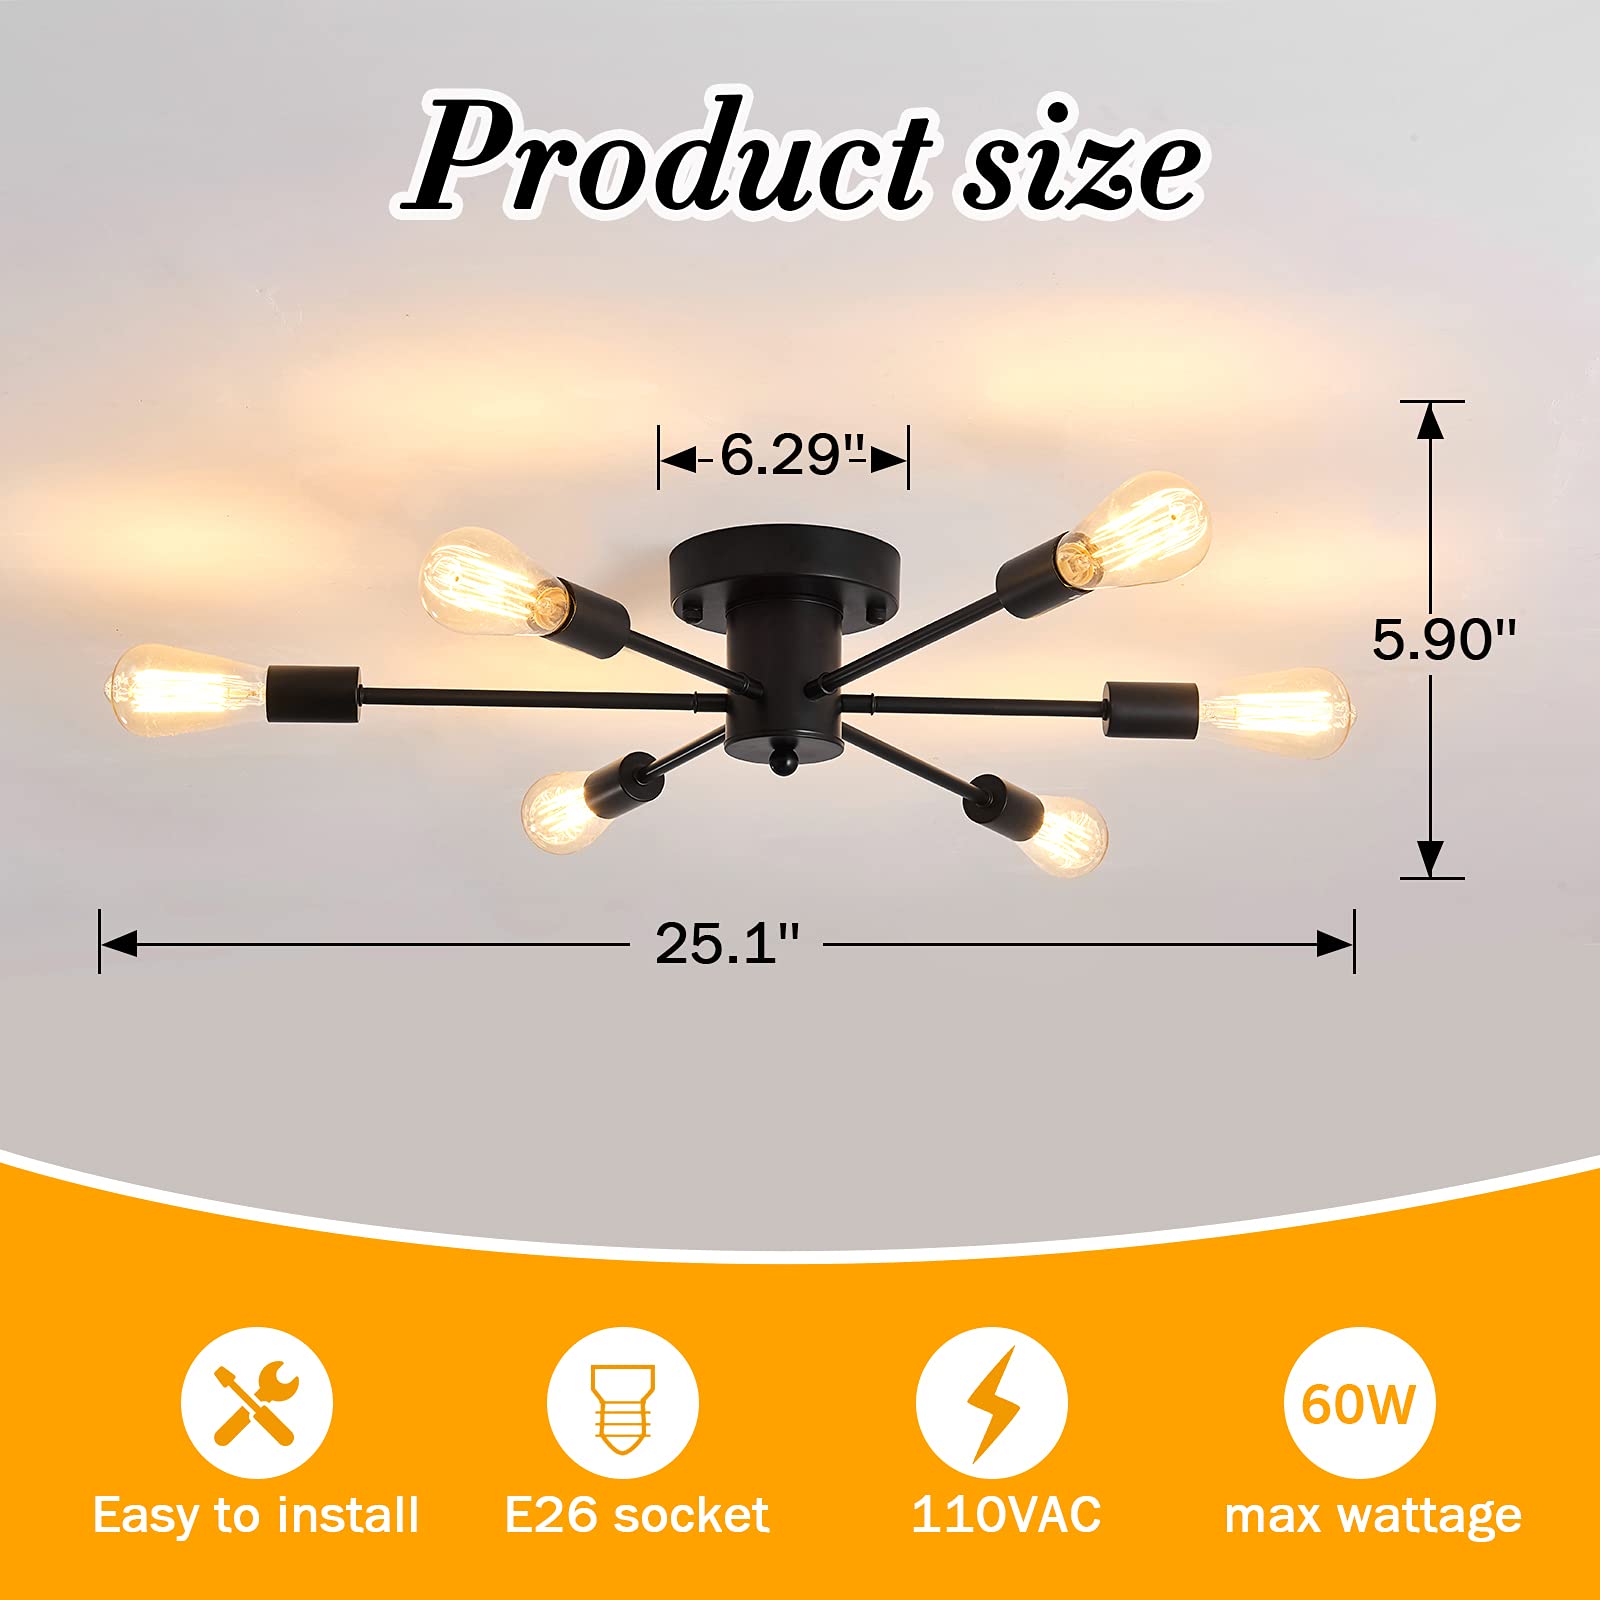 Product size
6.29"
5.90"
25.1"
60W
Easy to install
E26 socket
110VAC
max wattage